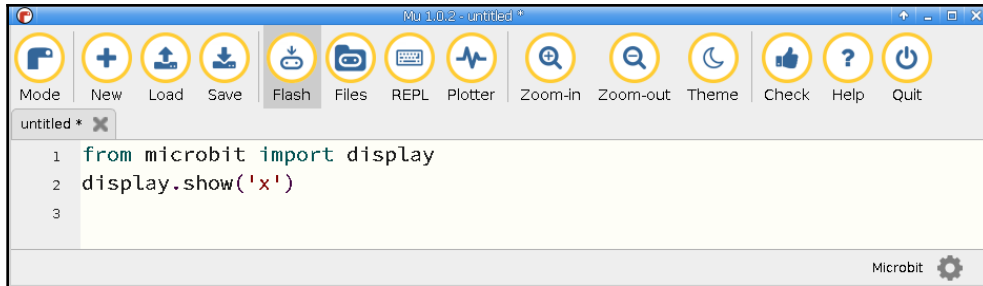 Mu 1.0.2 - untitled *
Mode New Load Save Flash Files REPL Plotter Zoom-in Zoom-out Theme Check Help Quit
untitled *
1 from microbit import display
2 display.show('x')
3
Microbit